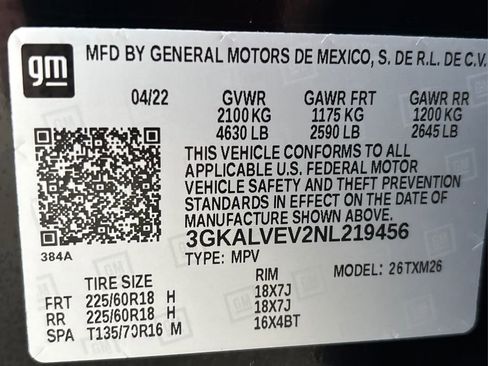 gm
MFD BY GENERAL MOTORS DE MEXICO, S. DE R.L. DE C.V.
04/22 GVWR GAWR FRT GAWR RR
2100 KG 1175 KG 1200 KG
4630 LB 2590 LB 2645 LB
THIS VEHICLE CONFORMS TO ALL
APPLICABLE U.S. FEDERAL MOTOR
VEHICLE SAFETY AND THEFT PREVENTION
STANDARDS IN EFFECT ON THE DATE OF
MANUFACTURE SHOWN ABOVE.
3GKALVEV2NL219456
384A TYPE: MPV MODEL: 26TXM26
TIRE SIZE RIM
FRT 225/60R18 H 18X7J
RR 225/60R18 H 18X7J
SPA T135/70R16 M 16X4BT